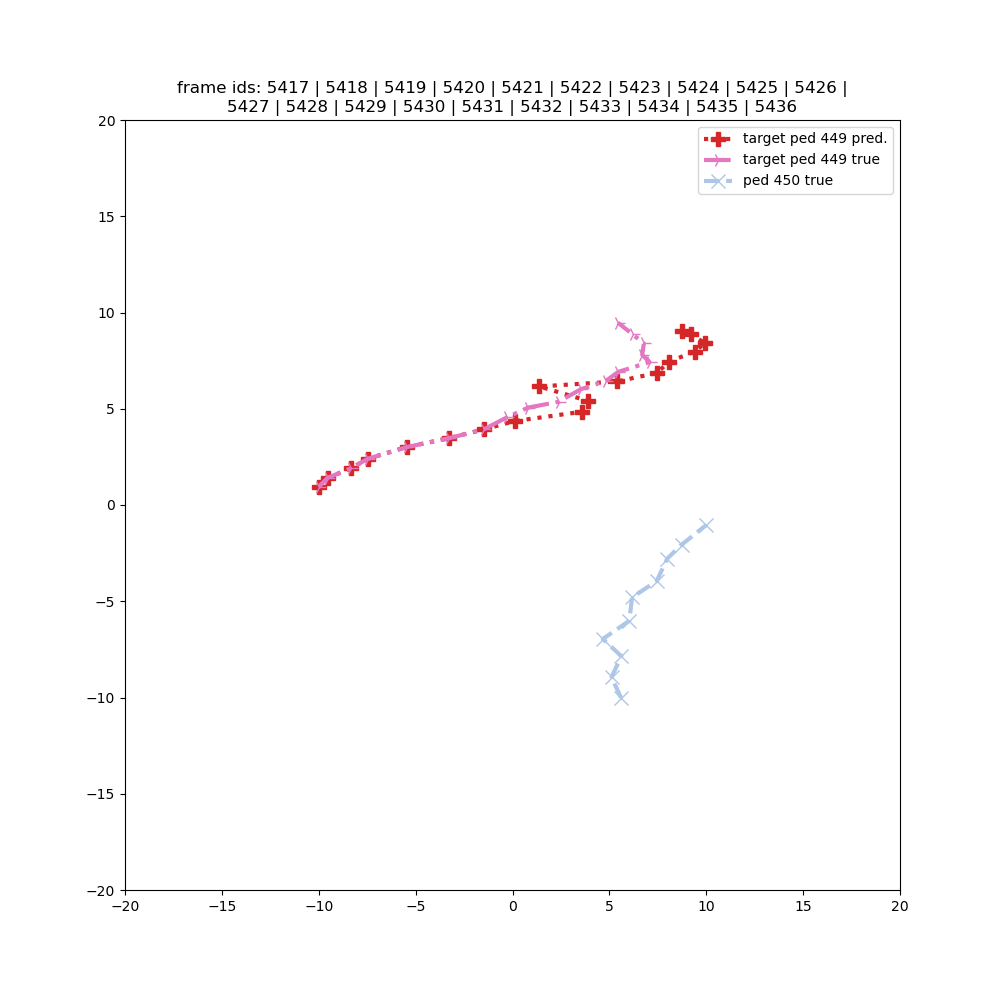 frame ids: 5417 | 5418 | 5419 | 5420 | 5421 | 5422 | 5423 | 5424 | 5425 | 5426 |
5427 | 5428 | 5429 | 5430 | 5431 | 5432 | 5433 | 5434 | 5435 | 5436
target ped 449 pred.
target ped 449 true
ped 450 true
20
15
10
5
0
−5
−10
−15
−20
−20 −15 −10 −5 0 5 10 15 20